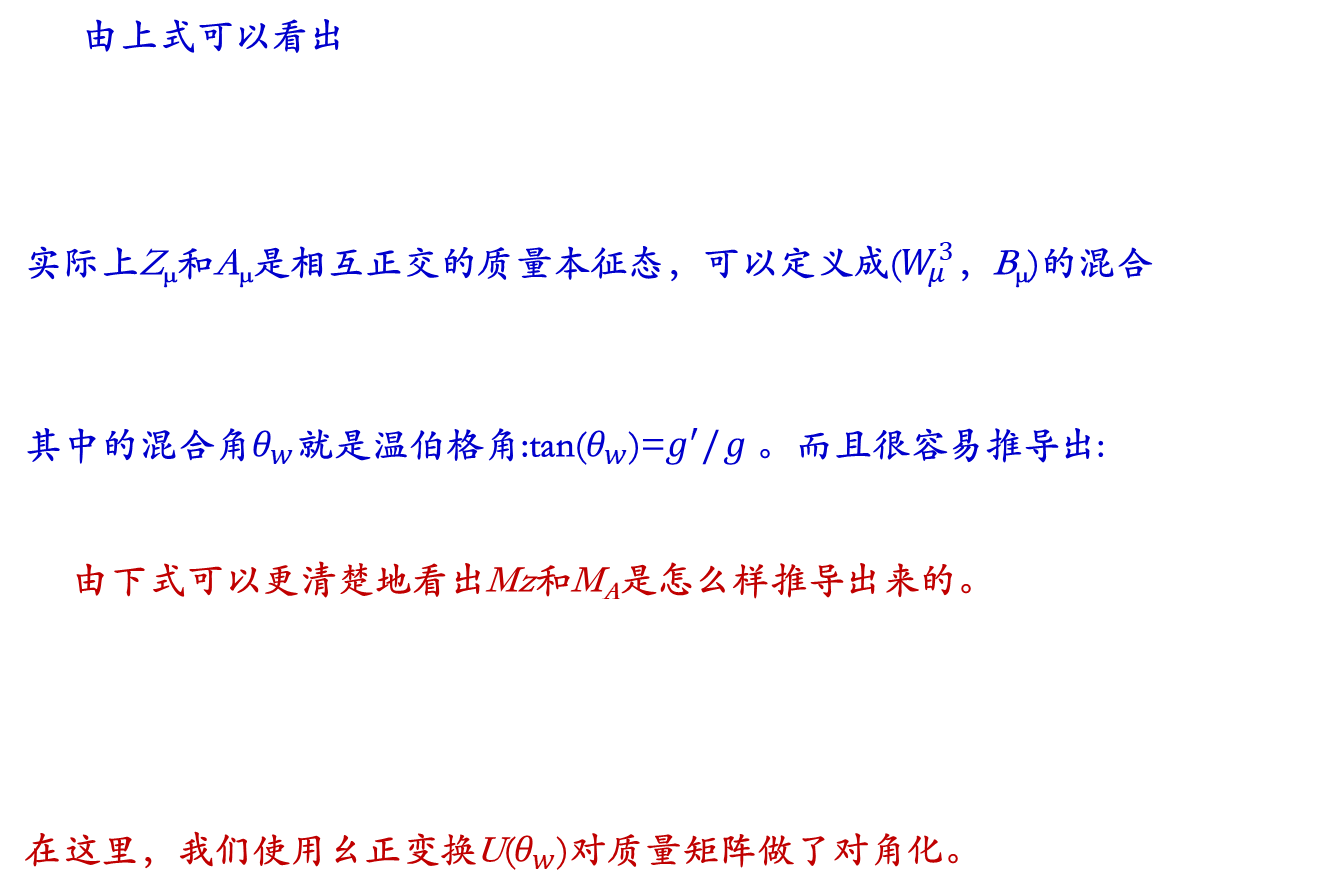 由上式可以看出
实际上Zμ和Aμ是相互正交的质量本征态，可以定义成(Wμ³，Bμ)的混合
其中的混合角θw就是温伯格角:tan(θw)=g′/g 。而且很容易推导出:
由下式可以更清楚地看出Mz和MA是怎么样推导出来的。
在这里，我们使用幺正变换U(θw)对质量矩阵做了对角化。